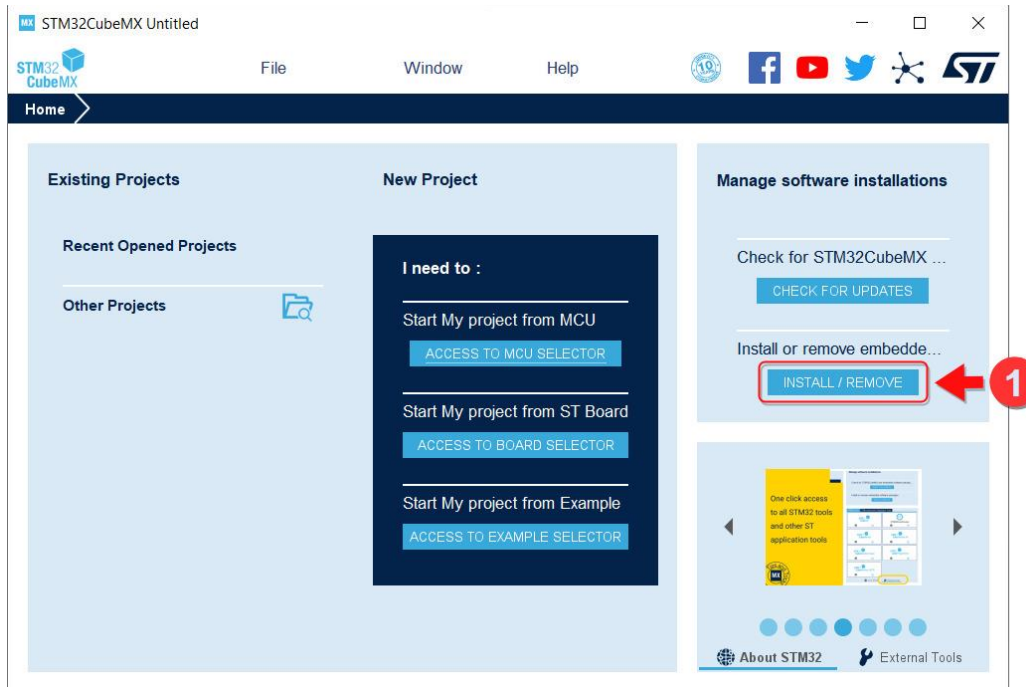 MX STM32CubeMX Untitled
STM32
CubeMX
File
Window
Help
10
Home
Existing Projects
Recent Opened Projects
Other Projects
New Project
I need to :
Start My project from MCU
ACCESS TO MCU SELECTOR
Start My project from ST Board
ACCESS TO BOARD SELECTOR
Start My project from Example
ACCESS TO EXAMPLE SELECTOR
Manage software installations
Check for STM32CubeMX ...
CHECK FOR UPDATES
Install or remove embedde...
INSTALL / REMOVE
1
One click access
to all STM32 tools
and other ST
application tools
MX
About STM32
External Tools